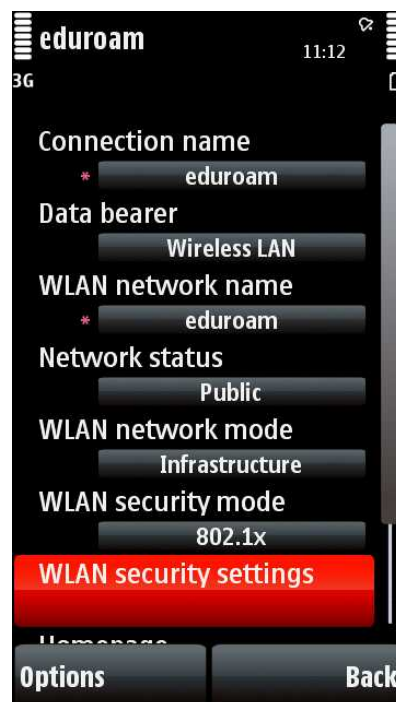 eduroam
11:12
3G
Connection name
* eduroam
Data bearer
Wireless LAN
WLAN network name
* eduroam
Network status
Public
WLAN network mode
Infrastructure
WLAN security mode
802.1x
WLAN security settings
Homepage
Options Back